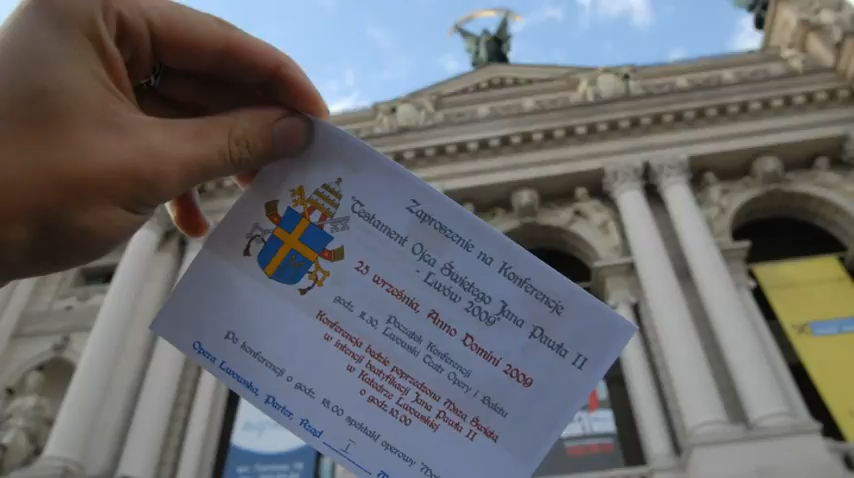 Zaproszenie na Konferencje
"Testament Ojca Świętego Jana Pawła II
- Lwów 2009"
25 września, Anno Domini 2009
Początek Konferencji
godz. 11.30, Lwowski Teatr Opery i Baletu
Konferencja będzie poprzedzona Mszą Świętą
w intencji beatyfikacji Jana Pawła II
w Katedrze Lwowskiej
o godz.10.00
Po konferencji o godz. 18.00 spektakl operowy
Opera Lwowska, Parter, Rząd I